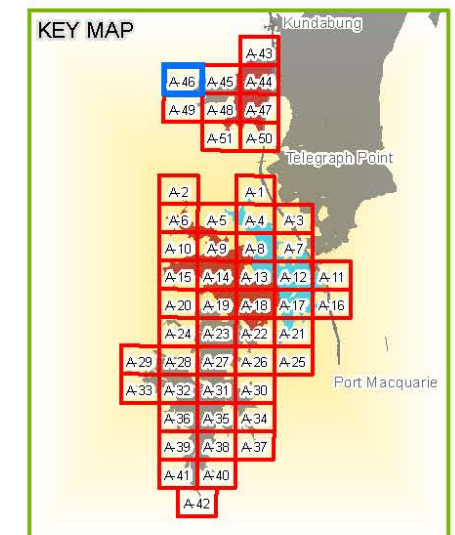 KEY MAP
Kundabung
A-43
A-46 A-45 A-44
A-49 A-48 A-47
A-51 A-50
Telegraph Point
A-2 A-1
A-6 A-5 A-4 A-3
A-10 A-9 A-8 A-7
A-15 A-14 A-13 A-12 A-11
A-20 A-19 A-18 A-17 A-16
A-24 A-23 A-22 A-21
A-29 A-28 A-27 A-26 A-25
Port Macquarie
A-33 A-32 A-31 A-30
A-36 A-35 A-34
A-39 A-38 A-37
A-41 A-40
A-42